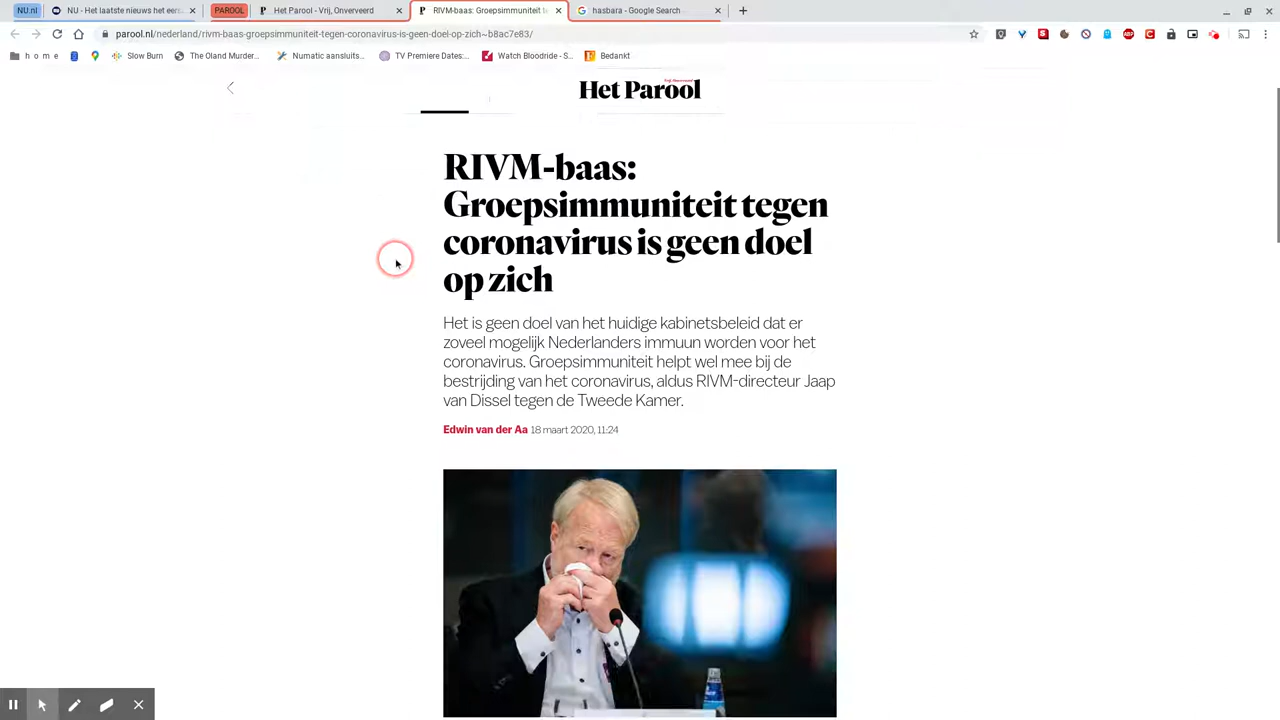 NU.nl
NU - Het laatste nieuws het eers
PAROOL
Het Parool - Vrij, Onverveerd
RIVM-baas: Groepsimmuniteit te
hasbara - Google Search
parool.nl/nederland/rivm-baas-groepsimmuniteit-tegen-coronavirus-is-geen-doel-op-zich~b8ac7e83/
h o m e
Slow Burn
The Oland Murder...
Numatic aansluits...
TV Premiere Dates:...
Watch Bloodride - S...
Bedankt
Het Parool
RIVM-baas:
Groepsimmuniteit tegen
coronavirus is geen doel
op zich
Het is geen doel van het huidige kabinetsbeleid dat er
zoveel mogelijk Nederlanders immuun worden voor het
coronavirus. Groepsimmuniteit helpt wel mee bij de
bestrijding van het coronavirus, aldus RIVM-directeur Jaap
van Dissel tegen de Tweede Kamer.
Edwin van der Aa 18 maart 2020, 11:24